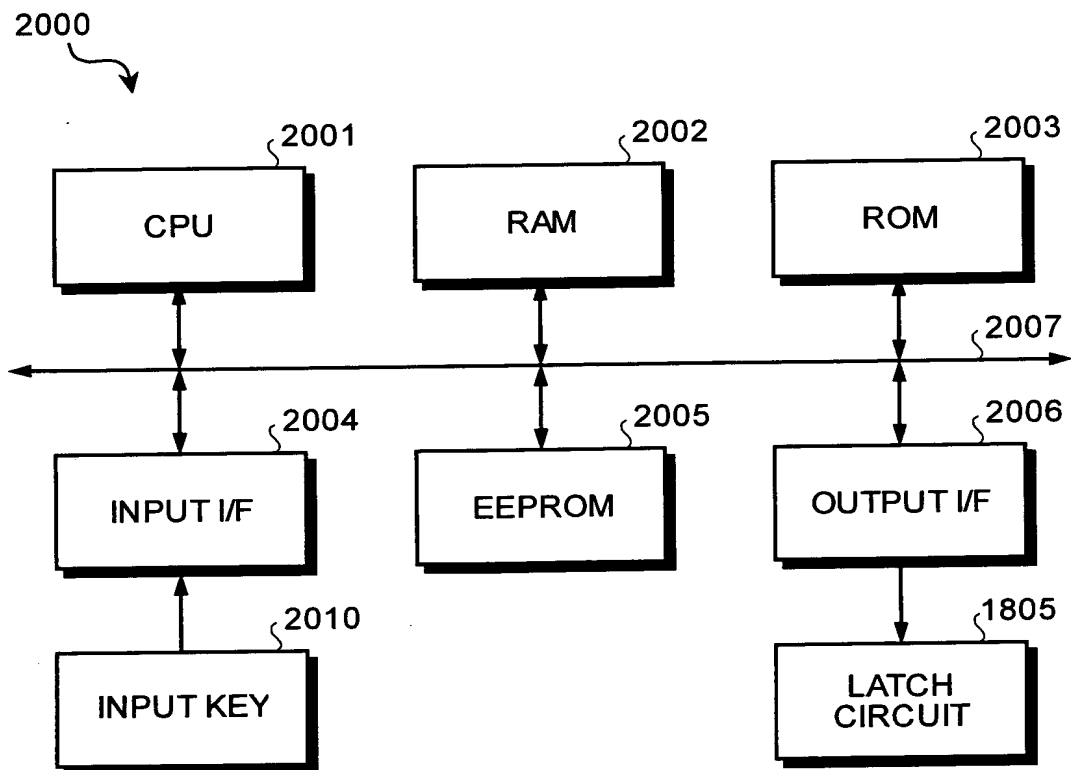 2000
2001
2002
2003
CPU
RAM
ROM
2007
2004
2005
2006
INPUT I/F
EEPROM
OUTPUT I/F
2010
1805
INPUT KEY
LATCH
CIRCUIT